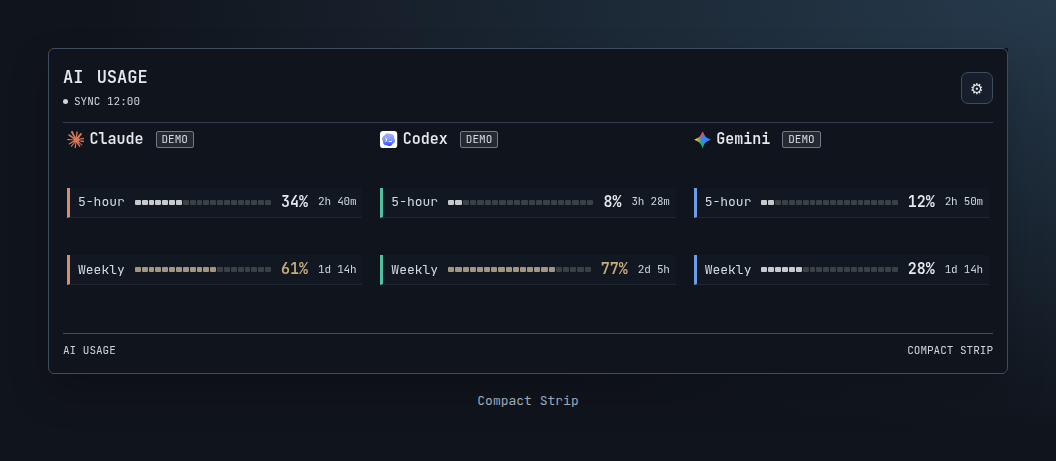 AI USAGE
SYNC 12:00
⚙
Claude DEMO
5-hour 34% 2h 40m
Weekly 61% 1d 14h
Codex DEMO
5-hour 8% 3h 28m
Weekly 77% 2d 5h
Gemini DEMO
5-hour 12% 2h 50m
Weekly 28% 1d 14h
AI USAGE
COMPACT STRIP
Compact Strip